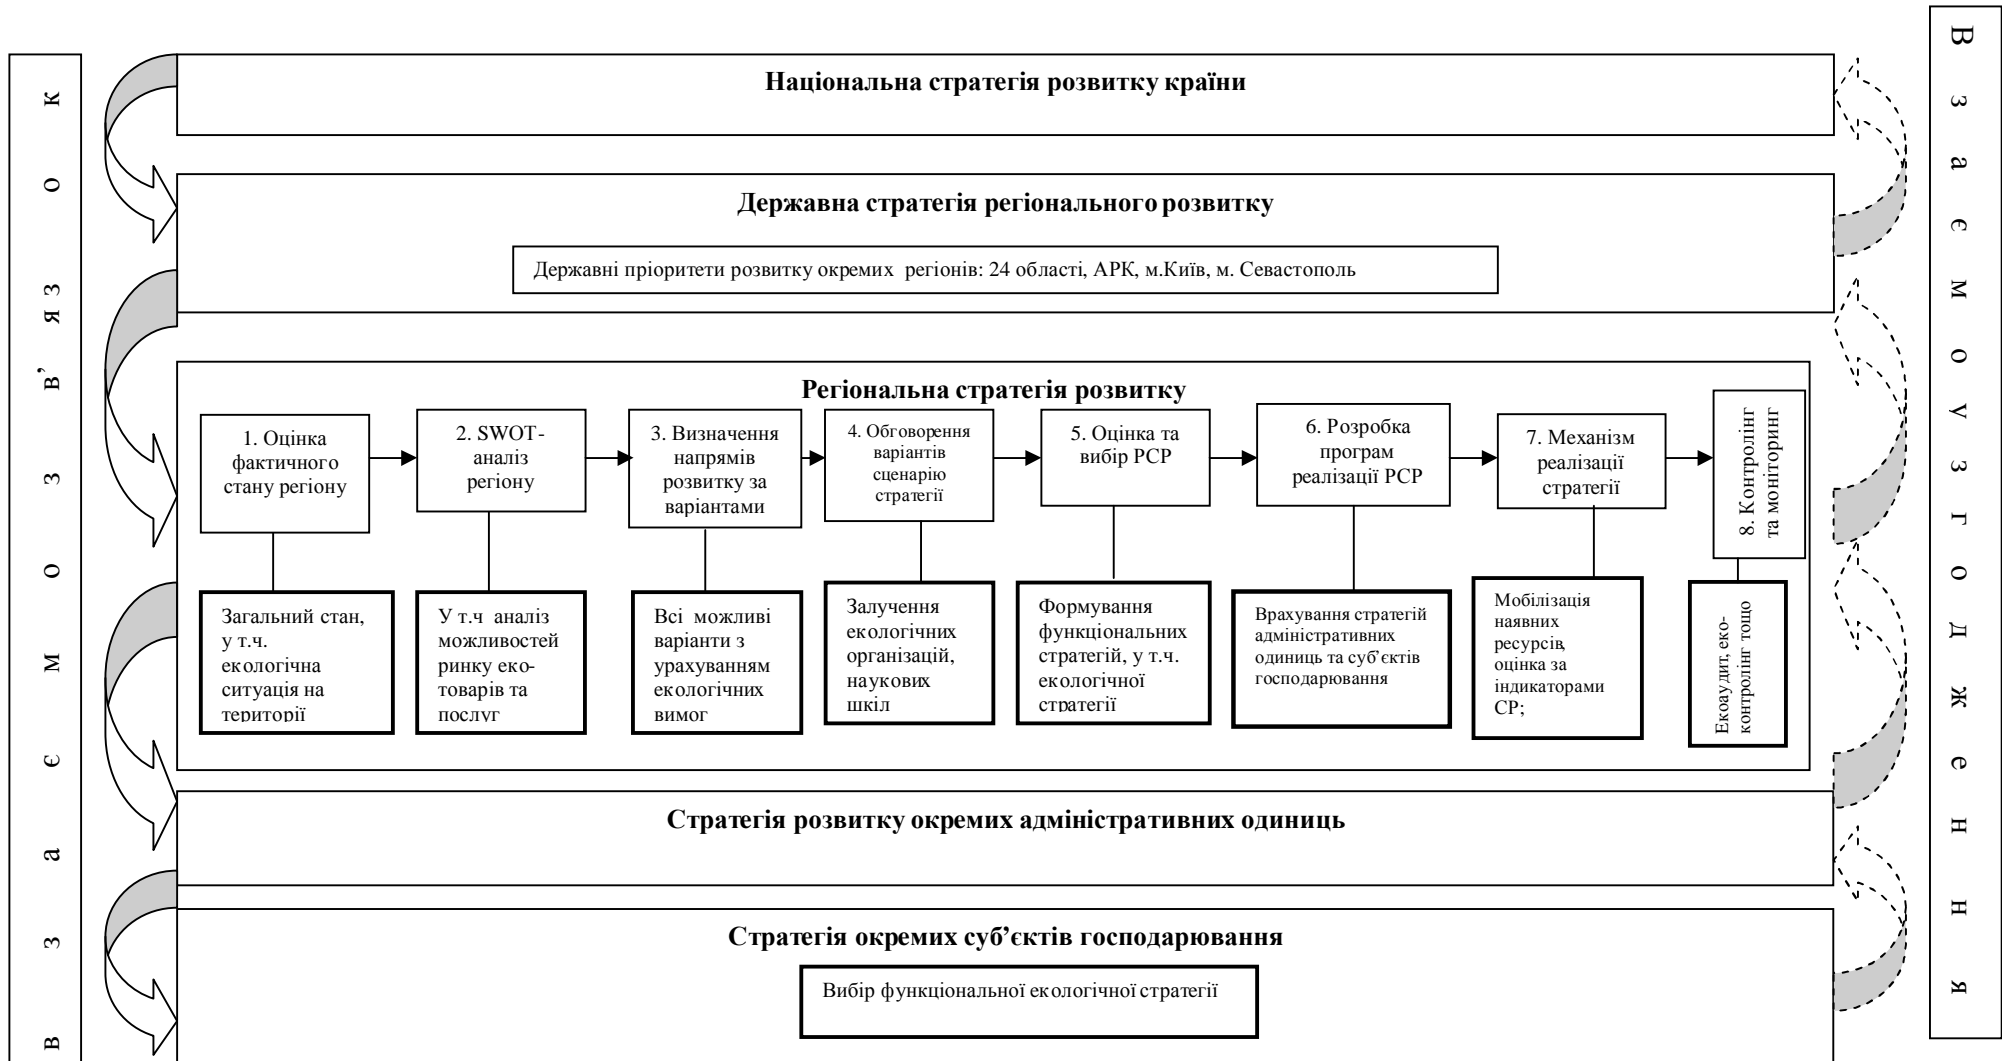 Національна стратегія розвитку країни
Державна стратегія регіонального розвитку
Державні пріоритети розвитку окремих регіонів: 24 області, АРК, м.Київ, м. Севастополь
Регіональна стратегія розвитку
1. Оцінка
фактичного
стану регіону
2. SWOT-
аналіз
регіону
3. Визначення
напрямів
розвитку за
варіантами
4. Обговорення
варіантів
сценарію
стратегії
5. Оцінка та
вибір РСР
6. Розробка
програм
реалізації РСР
7. Механізм
реалізації
стратегії
8. Контролінг
та моніторинг
Загальний стан,
у т.ч.
екологічна
ситуація на
території
У т.ч аналіз
можливостей
ринку еко-
товарів та
послуг
Всі можливі
варіанти з
урахуванням
екологічних
вимог
Залучення
екологічних
організацій,
наукових
шкіл
Формування
функціональних
стратегій, у т.ч.
екологічної
стратегії
Врахування стратегій
адміністративних
одиниць та суб’єктів
господарювання
Мобілізація
наявних
ресурсів,
оцінка за
індикаторами
СР;
Екоаудит, еко-
контролінг тощо
Стратегія розвитку окремих адміністративних одиниць
Стратегія окремих суб’єктів господарювання
Вибір функціональної екологічної стратегії
в з а є м о з в’ я з о к
В з а є м о у з г о д ж е н н я